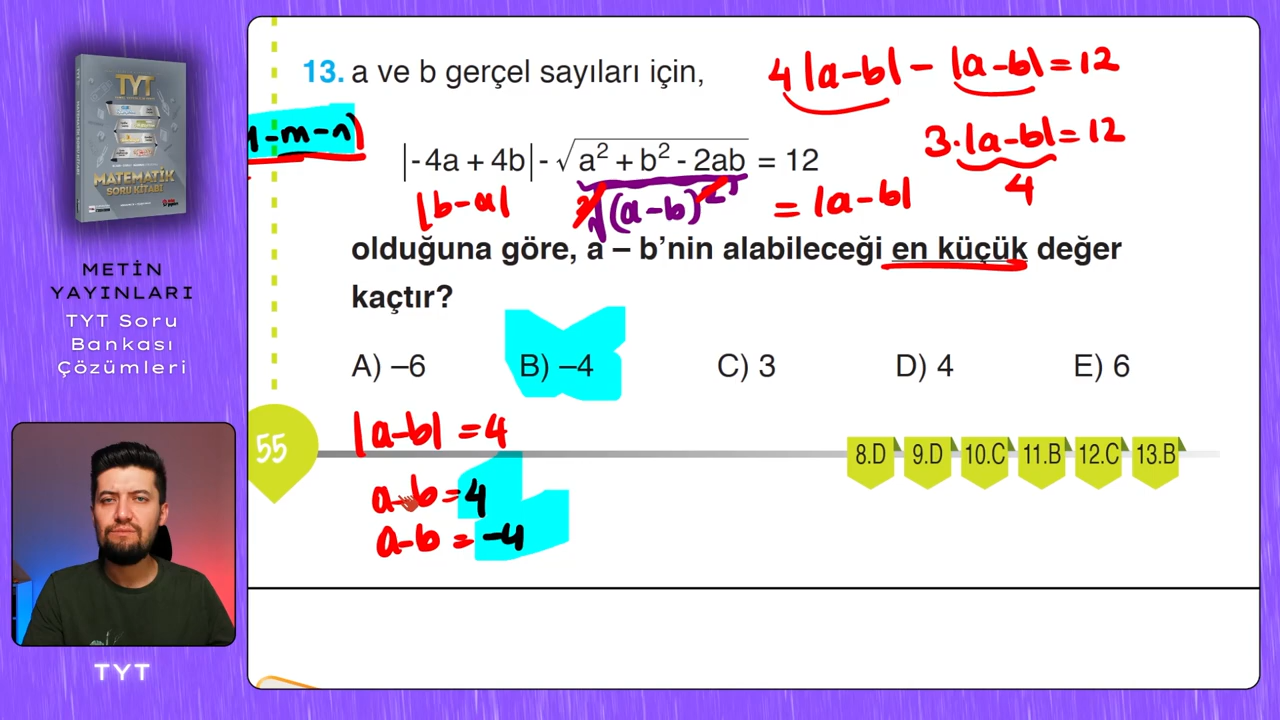 TYT
MATEMATİK
SORU KİTABI
METİN
YAYINLARI
TYT Soru
Bankası
Çözümleri
TYT
-m-n|
13. a ve b gerçel sayıları için,
4|a-b| - |a-b| = 12
3.|a-b| = 12
4
|-4a + 4b| - √a² + b² - 2ab = 12
|b-a|
²√(a-b)²
= |a-b|
olduğuna göre, a – b’nin alabileceği en küçük değer
kaçtır?
A) –6 B) –4 C) 3 D) 4 E) 6
|a-b| = 4
55
8.D 9.D 10.C 11.B 12.C 13.B
a-b = 4
a-b = -4